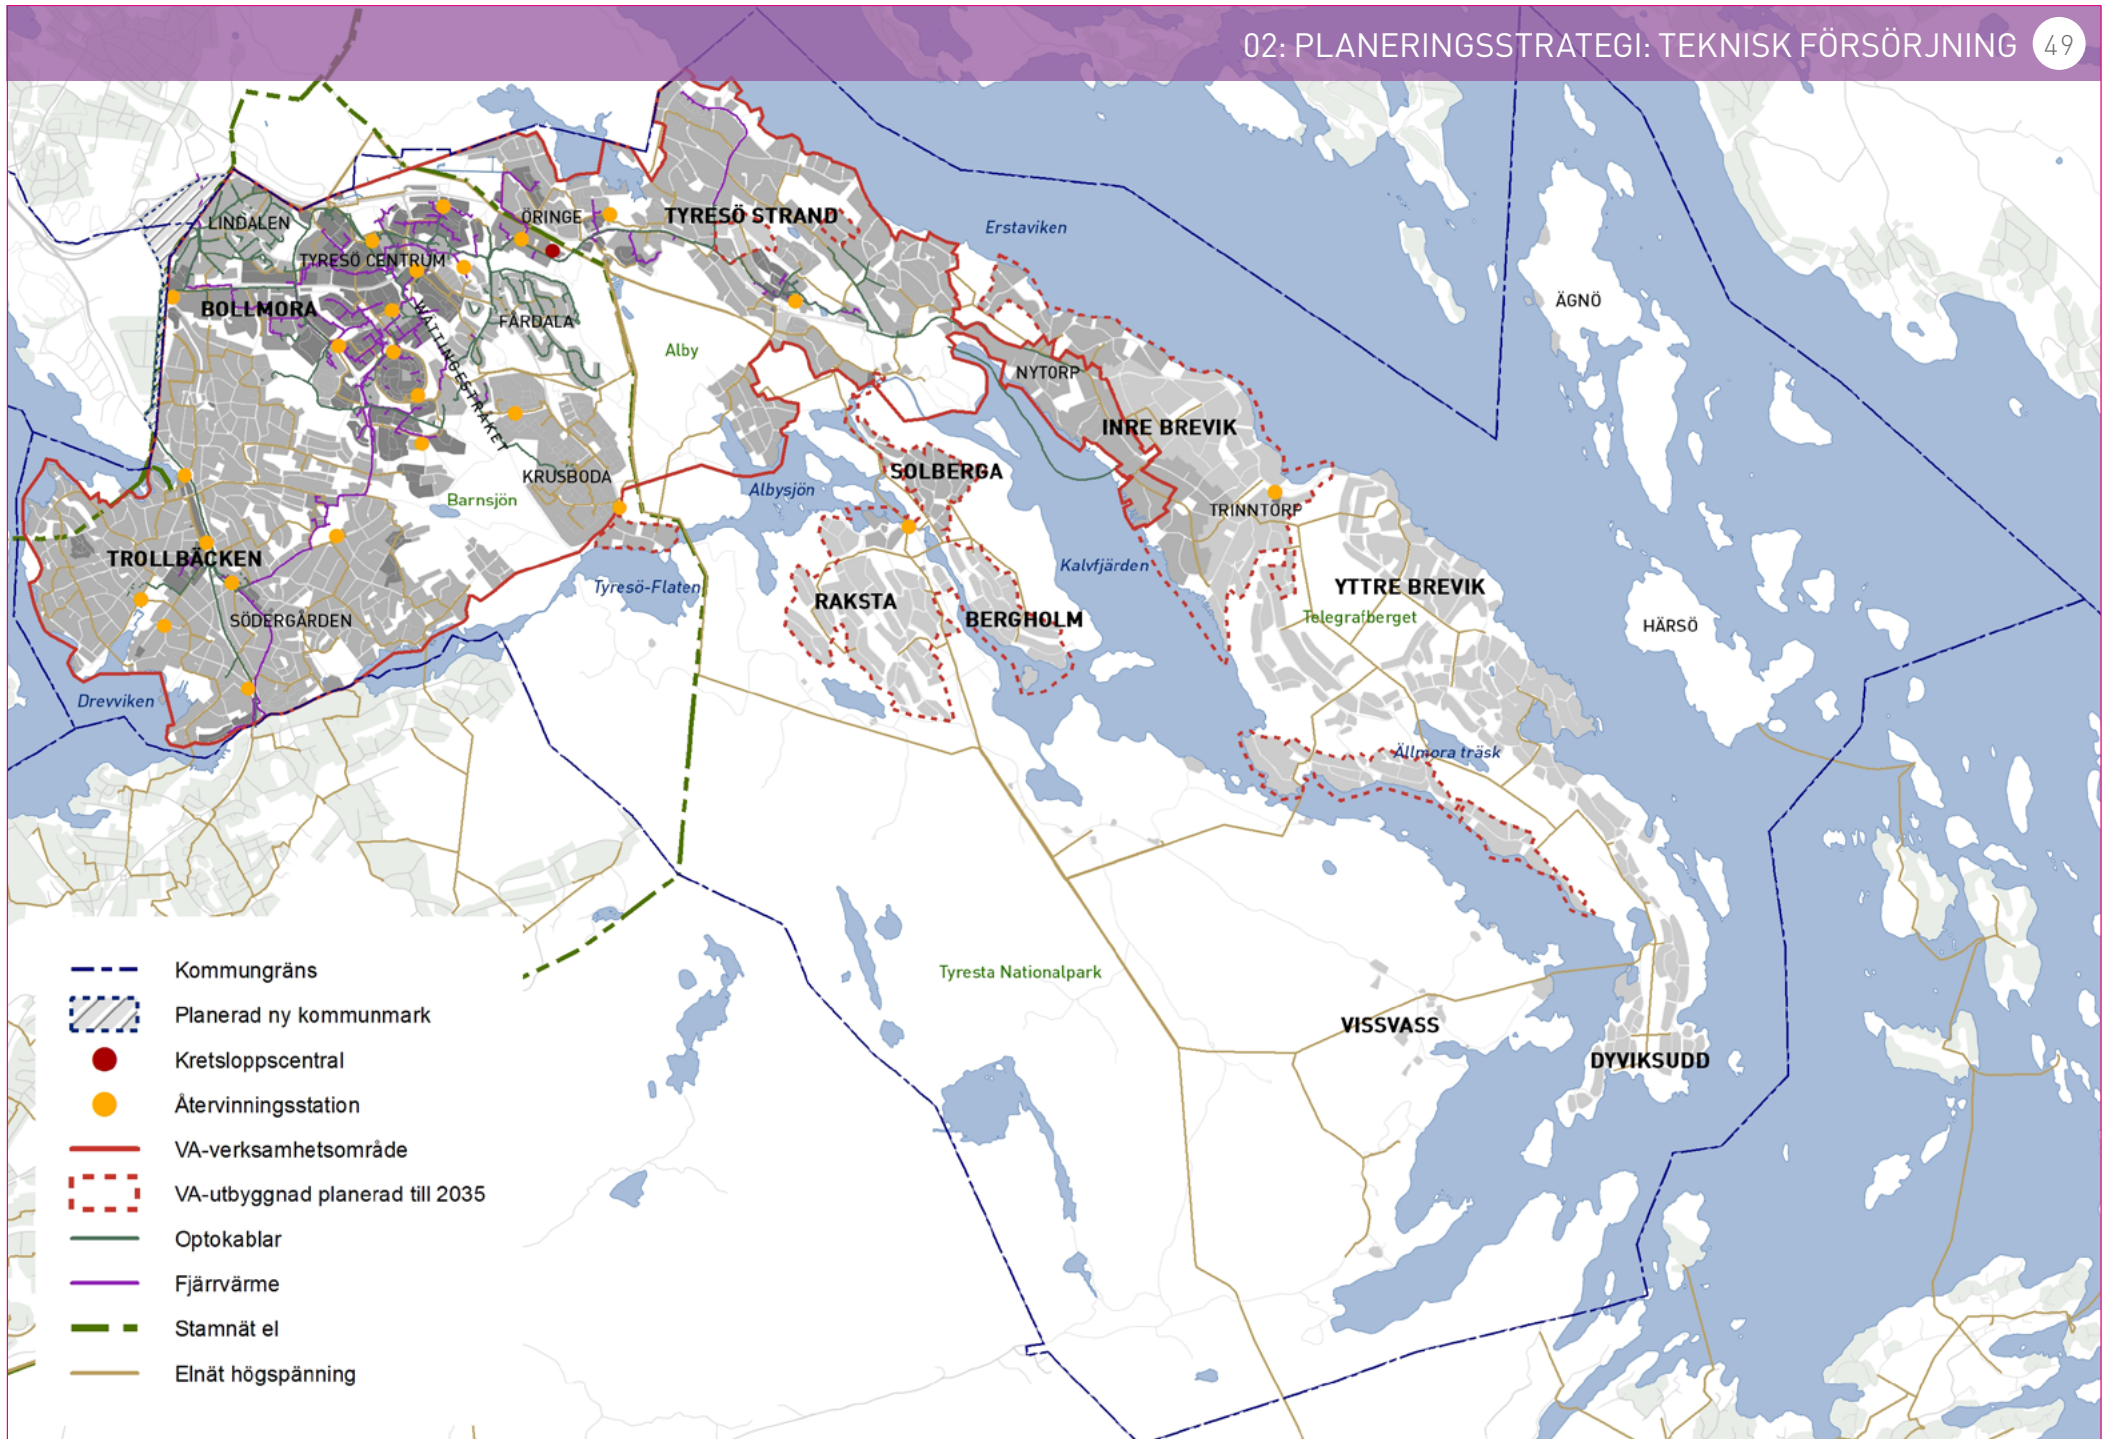 02: PLANERINGSSTRATEGI: TEKNISK FÖRSÖRJNING 49
LINDALEN
ÖRINGE
TYRESÖ STRAND
Erstaviken
TYRESÖ CENTRUM
BOLLMORA
WÄTTINGESTRÅKET
FÅRDALA
ÄGNÖ
Alby
NYTORP
INRE BREVIK
KRUSBODA
SOLBERGA
Albysjön
Barnsjön
TRINNTORP
TROLLBÄCKEN
Tyresö-Flaten
Kalvfjärden
RAKSTA
YTTRE BREVIK
BERGHOLM
Telegrafberget
SÖDERGÅRDEN
HÄRSÖ
Drevviken
Ällmora träsk
Tyresta Nationalpark
VISSVASS
DYVIKSUDD
Kommungräns
Planerad ny kommunmark
Kretsloppscentral
Återvinningsstation
VA-verksamhetsområde
VA-utbyggnad planerad till 2035
Optokablar
Fjärrvärme
Stamnät el
Elnät högspänning